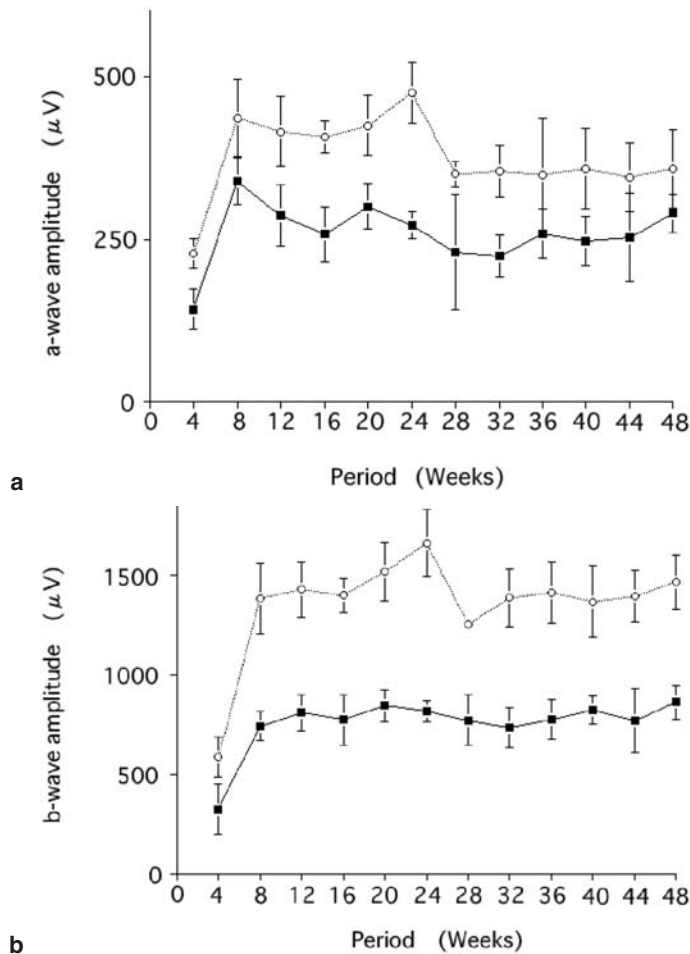 500
250
0
a-wave amplitude (μV)
0 4 8 12 16 20 24 28 32 36 40 44 48
Period (Weeks)
a
1500
1000
500
0
b-wave amplitude (μV)
0 4 8 12 16 20 24 28 32 36 40 44 48
Period (Weeks)
b